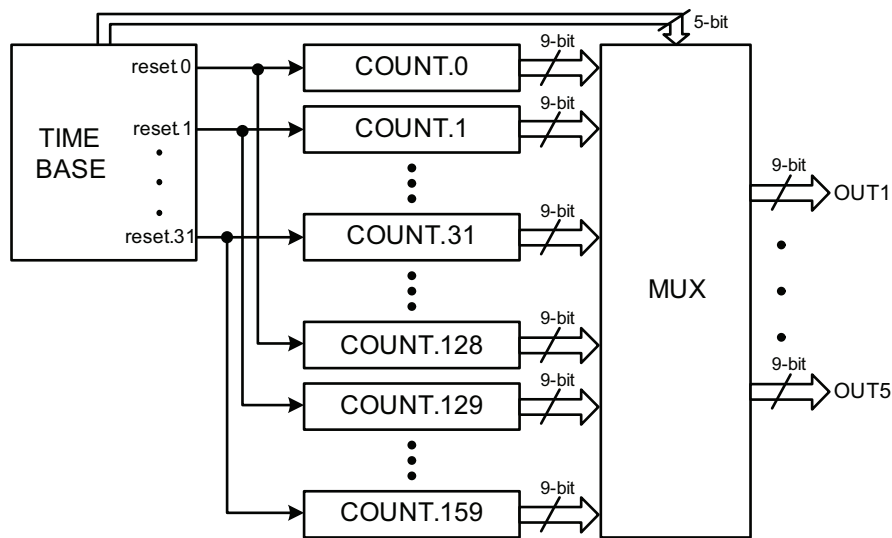 5-bit
reset.0
COUNT.0
9-bit
TIME
BASE
reset.1
COUNT.1
9-bit
reset.31
COUNT.31
9-bit
MUX
9-bit
OUT1
COUNT.128
9-bit
COUNT.129
9-bit
9-bit
OUT5
COUNT.159
9-bit